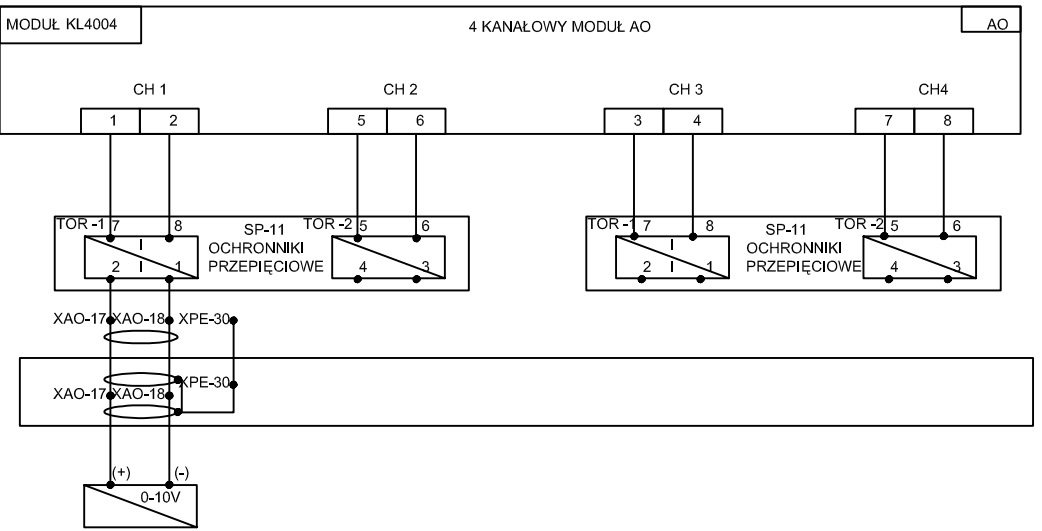 MODUŁ KL4004
4 KANAŁOWY MODUŁ AO
AO
CH 1
CH 2
CH 3
CH4
1 2
5 6
3 4
7 8
TOR -1 7 8
SP-11
OCHRONNIKI
PRZEPIĘCIOWE
2 I I 1
TOR -2 5 6
4 3
TOR -1 7 8
2 I 1
SP-11
OCHRONNIKI
PRZEPIĘCIOWE
TOR -2 5 6
4 3
XAO-17 XAO-18 XPE-30
XPE-30
XAO-17 XAO-18
(+) (-)
0-10V